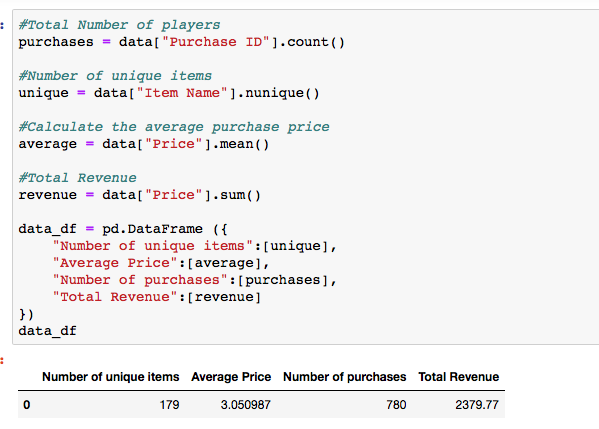 #Total Number of players
purchases = data["Purchase ID"].count()
#Number of unique items
unique = data["Item Name"].nunique()
#Calculate the average purchase price
average = data["Price"].mean()
#Total Revenue
revenue = data["Price"].sum()
data_df = pd.DataFrame ({
"Number of unique items":[unique],
"Average Price":[average],
"Number of purchases":[purchases],
"Total Revenue":[revenue]
})
data_df
Number of unique items Average Price Number of purchases Total Revenue
0 179 3.050987 780 2379.77